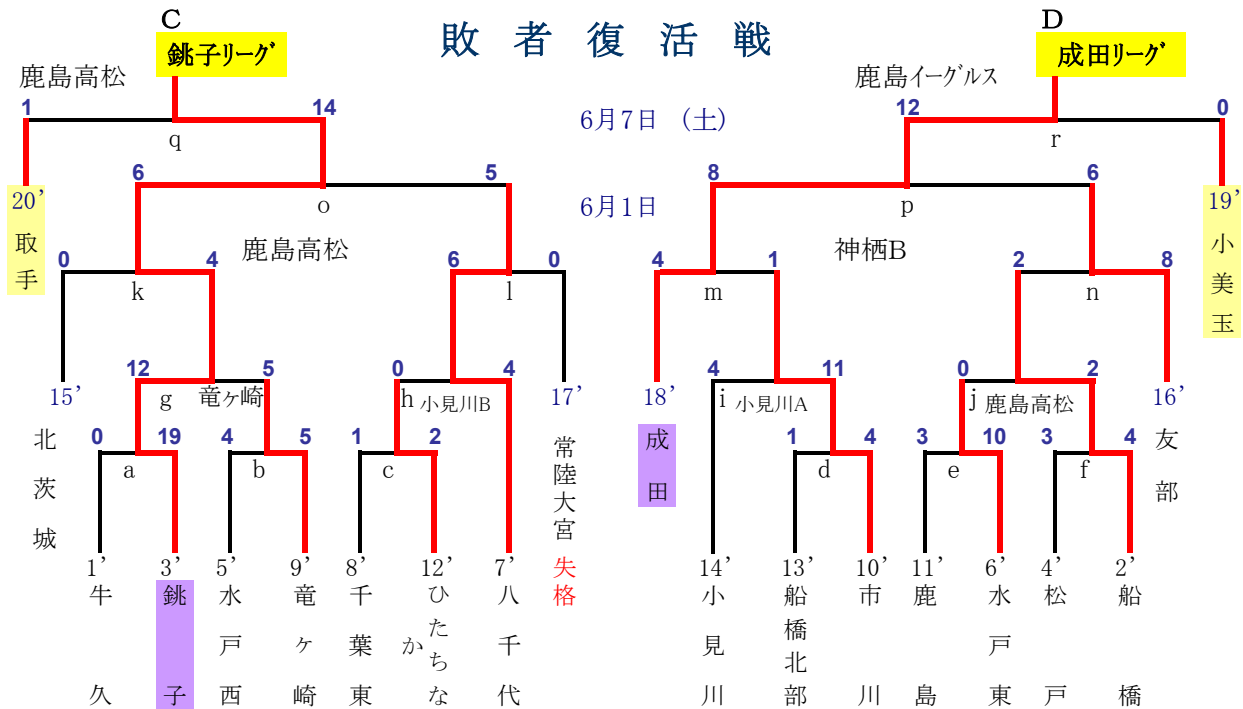 C
D
敗者復活戦
銚子リーグ
成田リーグ
鹿島高松
鹿島イーグルス
1
14
6月7日 (土)
12
0
q
r
6
5
8
6
20’
取手
o
6月1日
p
19’
小美玉
鹿島高松
神栖B
0
4
6
0
4
1
2
8
k
l
m
n
12
5
0
4
4
11
0
2
15’
g
竜ヶ崎
h
小見川B
17’
18’
i
小見川A
j
鹿島高松
16’
北茨城
0
19
4
5
1
2
常陸大宮
失格
成田
1
4
3
10
3
4
友部
a
b
c
d
e
f
1’
3’
5’
9’
8’
12’
7’
14’
13’
10’
11’
6’
4’
2’
牛久
銚子
水戸西
竜ヶ崎
千葉東
ひたちな
か
八千代
小見川
船橋北部
市川
鹿島
水戸東
松戸
船橋